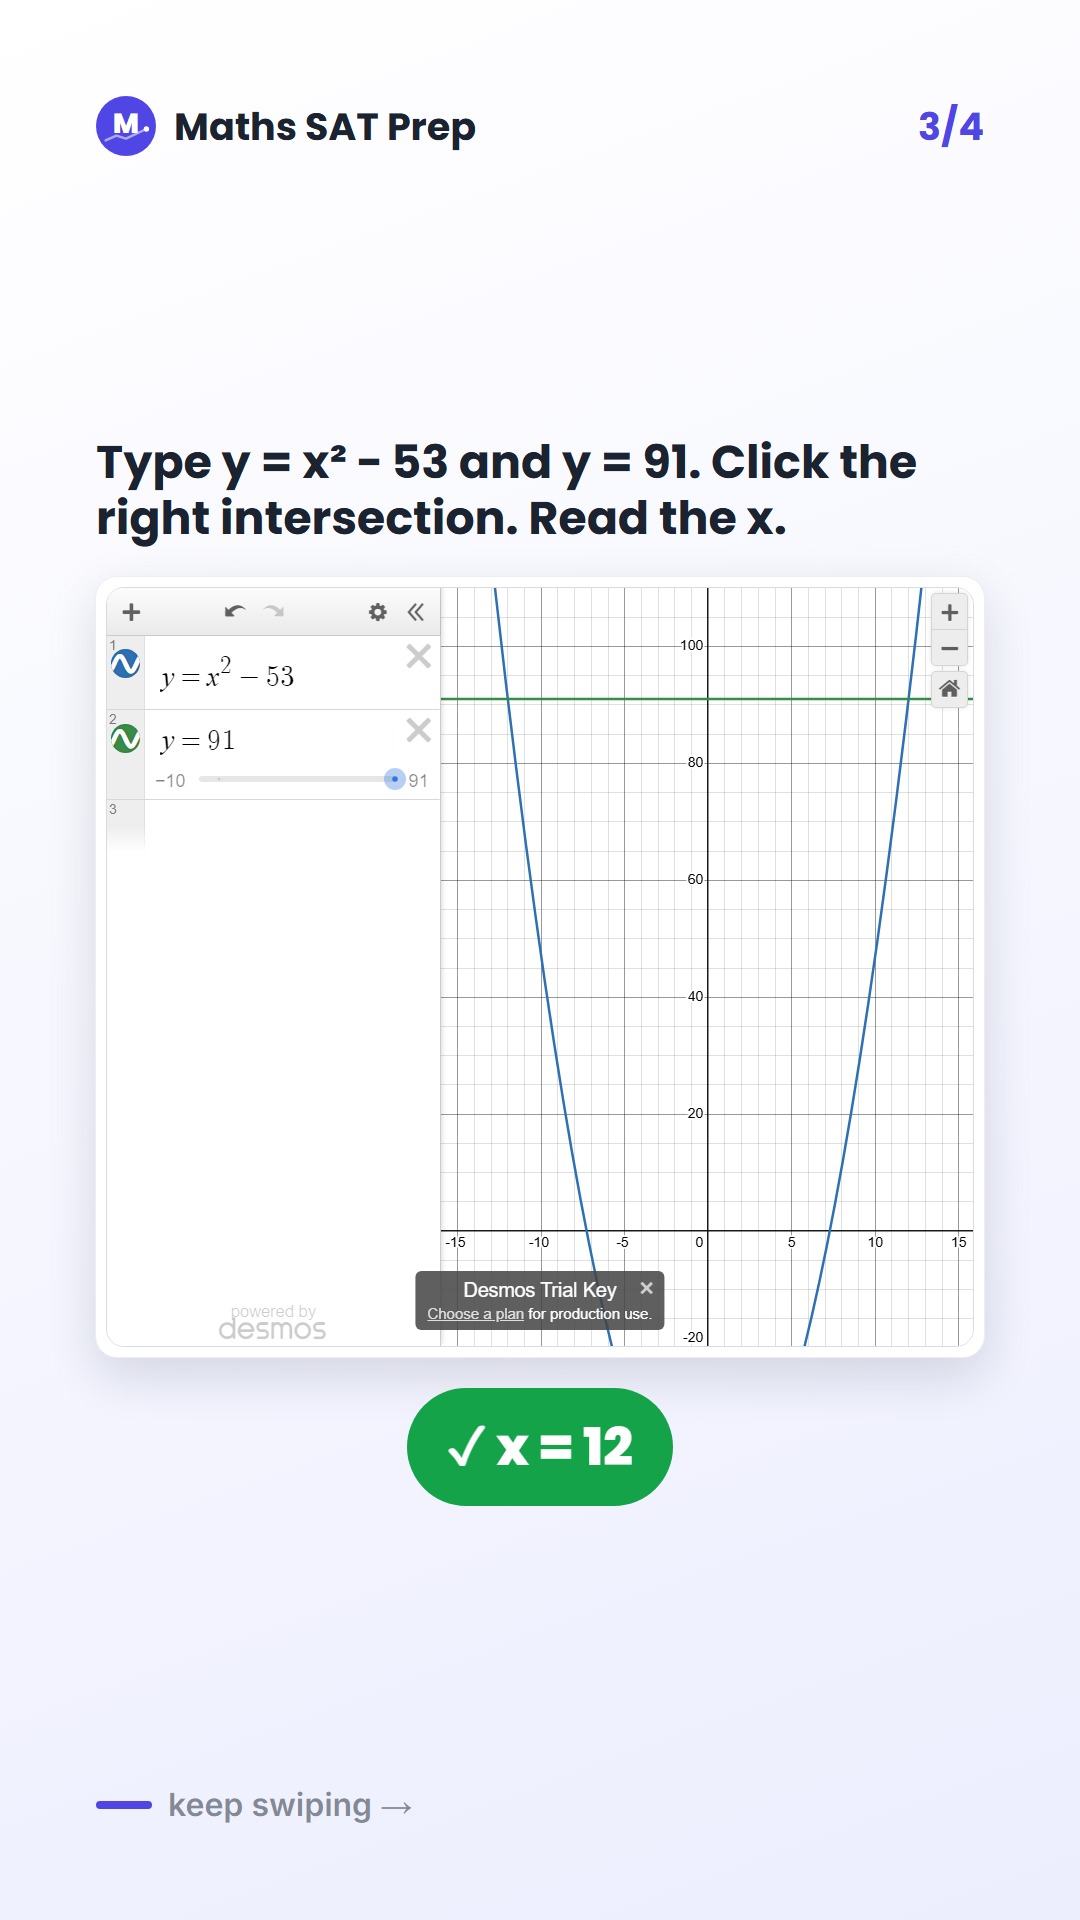 M
Maths SAT Prep
3/4
Type y = x² - 53 and y = 91. Click the
right intersection. Read the x.
1
y = x² − 53
2
y = 91
−10
91
3
100
80
60
40
20
-15
-10
-5
0
5
10
15
-20
powered by
desmos
Desmos Trial Key
Choose a plan for production use.
✓ x = 12
keep swiping →